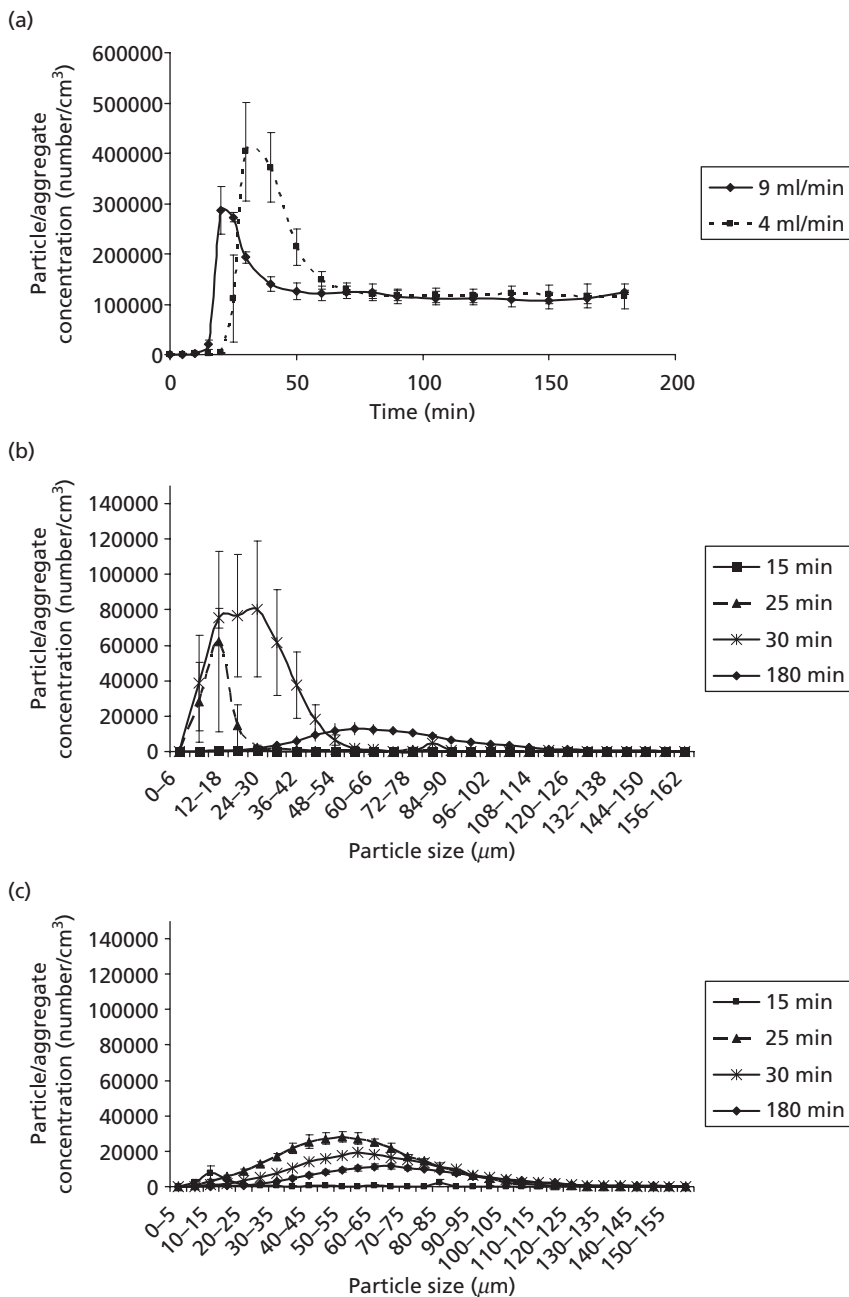 (a)
Particle/aggregate
concentration (number/cm³)
600000
500000
400000
300000
200000
100000
0
0 50 100 150 200
Time (min)
9 ml/min
4 ml/min
(b)
Particle/aggregate
concentration (number/cm³)
140000
120000
100000
80000
60000
40000
20000
0
0–6 12–18 24–30 36–42 48–54 60–66 72–78 84–90 96–102 108–114 120–126 132–138 144–150 156–162
Particle size (μm)
15 min
25 min
30 min
180 min
(c)
Particle/aggregate
concentration (number/cm³)
140000
120000
100000
80000
60000
40000
20000
0
0–5 10–15 20–25 30–35 40–45 50–55 60–65 70–75 80–85 90–95 100–105 110–115 120–125 130–135 140–145 150–155
Particle size (μm)
15 min
25 min
30 min
180 min